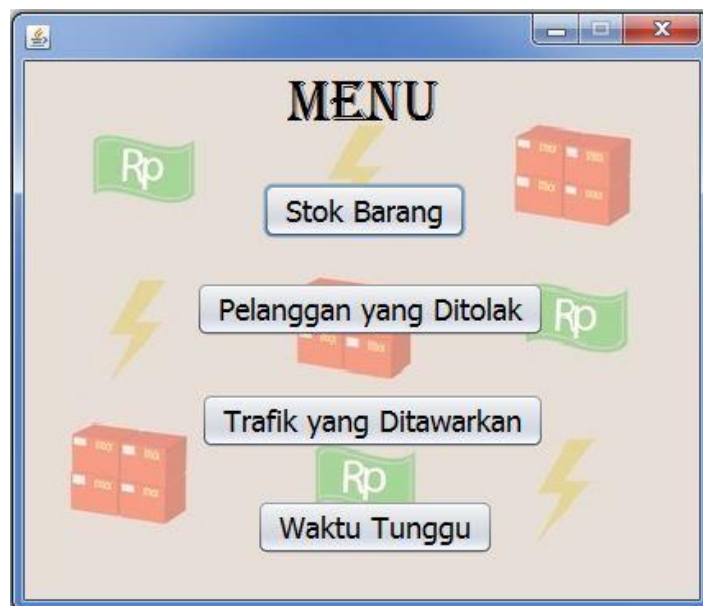 MENU
Rp
Stok Barang
Pelanggan yang Ditolak
Rp
Trafik yang Ditawarkan
Rp
Waktu Tunggu